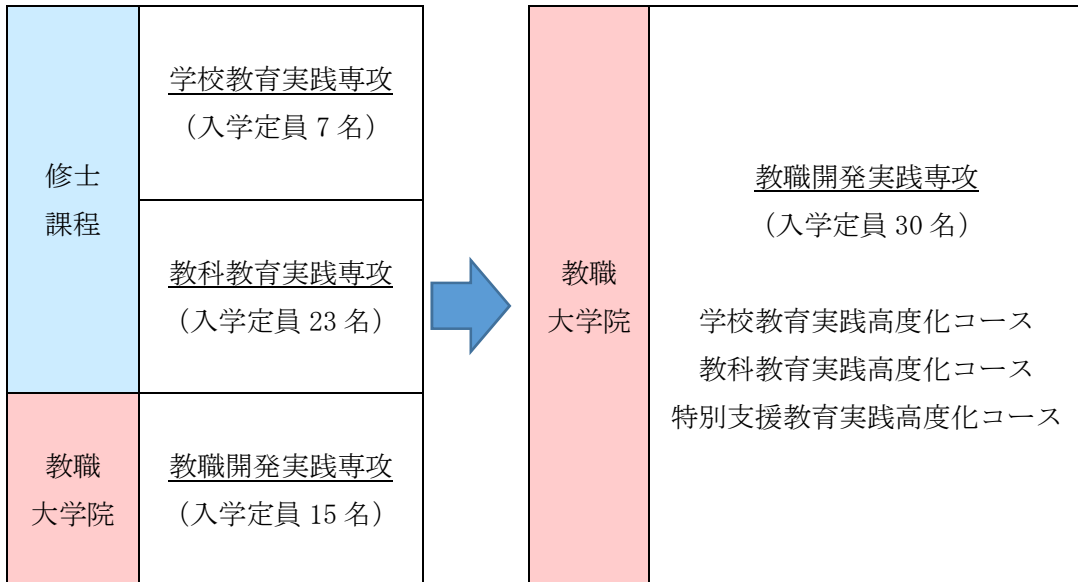 修士
課程
学校教育実践専攻
（入学定員 7 名）
教科教育実践専攻
（入学定員 23 名）
教職
大学院
教職開発実践専攻
（入学定員 15 名）
教職
大学院
教職開発実践専攻
（入学定員 30 名）
学校教育実践高度化コース
教科教育実践高度化コース
特別支援教育実践高度化コース